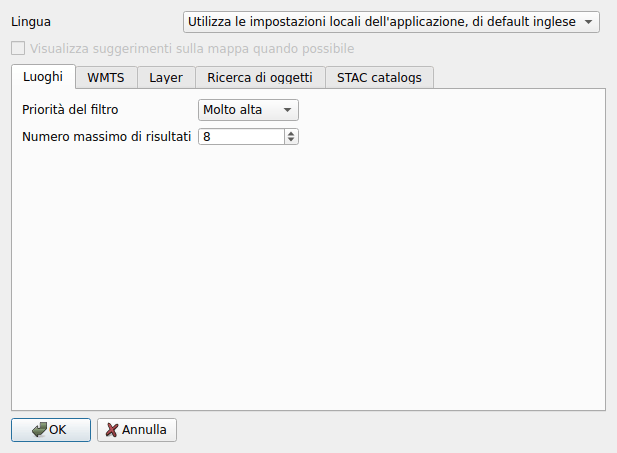 Lingua Utilizza le impostazioni locali dell'applicazione, di default inglese
Visualizza suggerimenti sulla mappa quando possibile
Luoghi WMTS Layer Ricerca di oggetti STAC catalogs
Priorità del filtro Molto alta
Numero massimo di risultati 8
OK Annulla